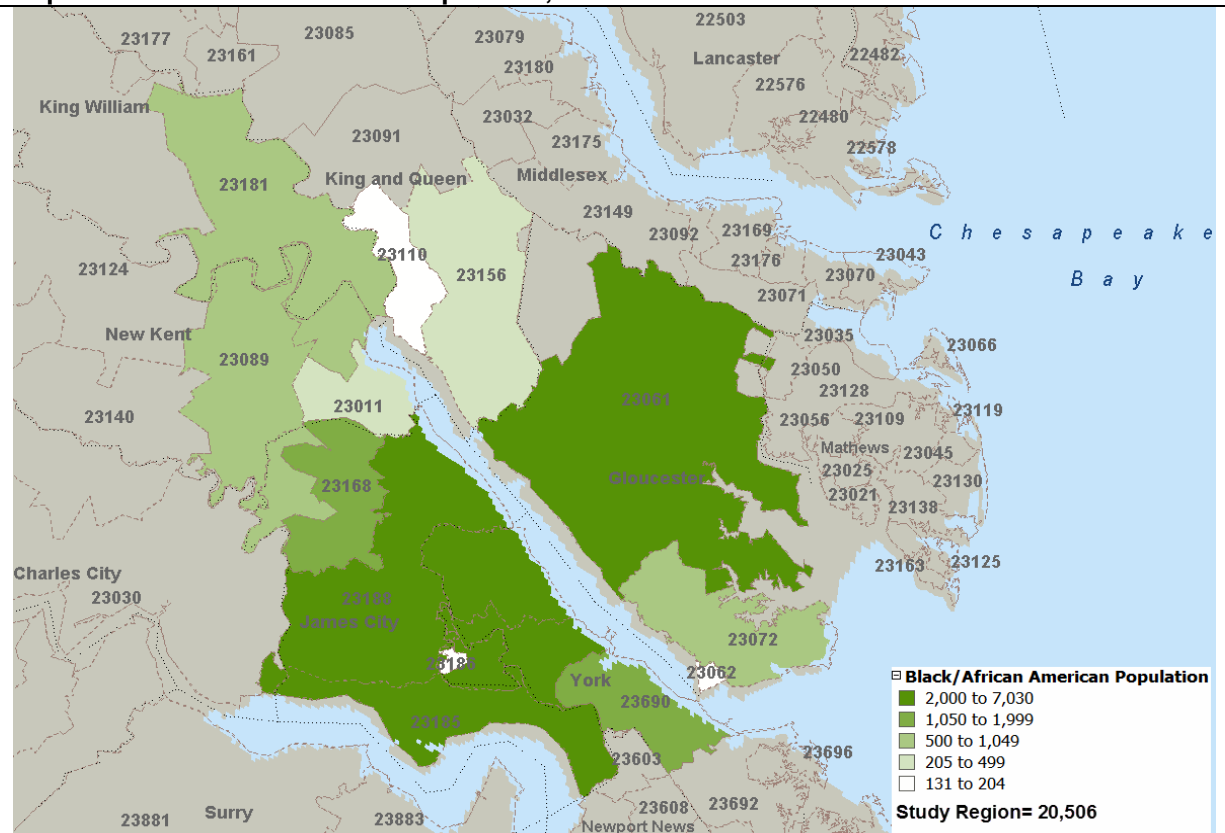 23177
23161
23085
23079
23180
22503
Lancaster
22482
22576
22480
22578
King William
23091
23032
23175
King and Queen
Middlesex
23181
23149
23092
23169
23176
23043
23070
23071
C h e s a p e a k e
B a y
23110
23156
23124
New Kent
23089
23035
23066
23050
23128
23061
23011
23140
23056
23109
23119
Mathews
23045
23025
23130
23021
23138
Gloucester
23168
23163
23125
Charles City
23030
23188
James City
23186
23062
23072
York
23690
23185
23603
23696
23608
23692
Newport News
Surry
23881
23883
Black/African American Population
2,000 to 7,030
1,050 to 1,999
500 to 1,049
205 to 499
131 to 204
Study Region= 20,506